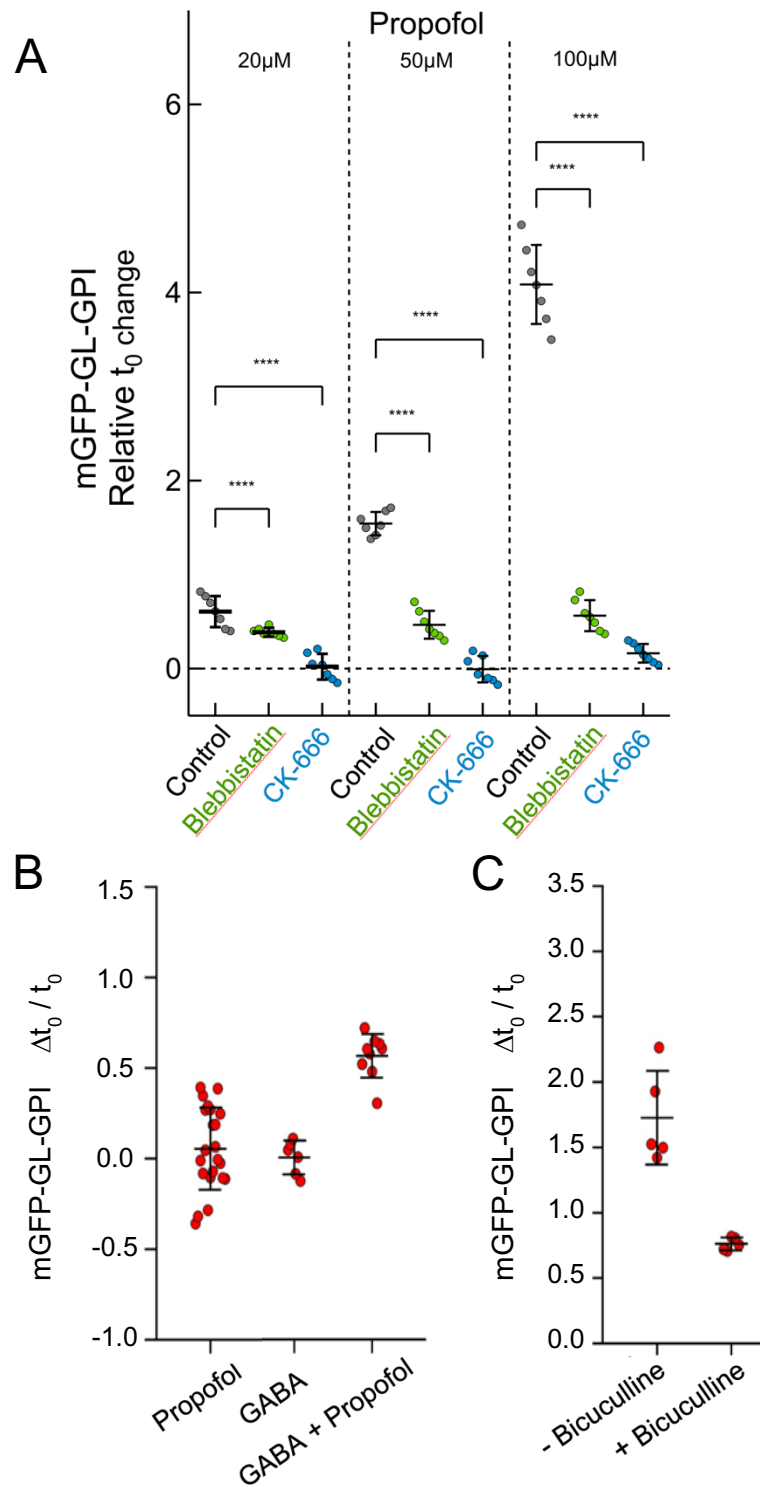 A
Propofol
20μM 50μM 100μM
mGFP-GL-GPI
Relative t0 change
6
4
2
0
****
****
****
****
****
****
Control
Blebbistatin
CK-666
Control
Blebbistatin
CK-666
Control
Blebbistatin
CK-666
B
mGFP-GL-GPI Δt0 / t0
1.5
1.0
0.5
0.0
-0.5
-1.0
Propofol
GABA
GABA + Propofol
C
mGFP-GL-GPI Δt0 / t0
3.5
3.0
2.5
2.0
1.5
1.0
0.5
0.0
- Bicuculline
+ Bicuculline